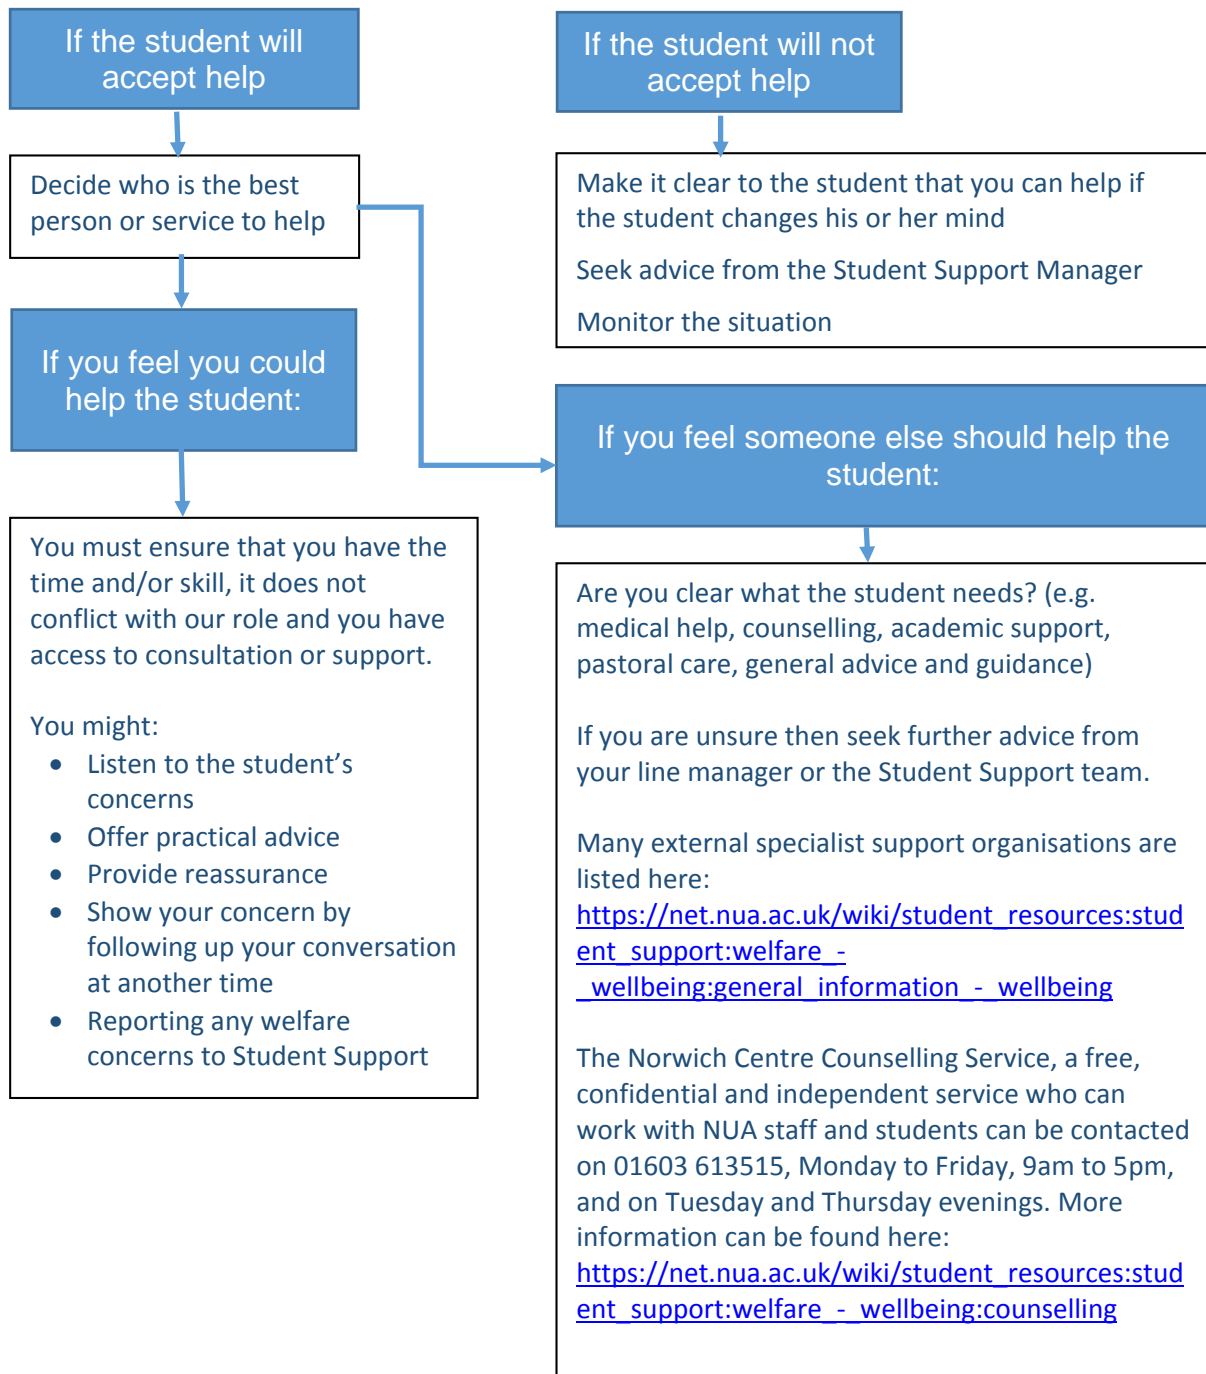 If the student will
accept help
If the student will not
accept help
Decide who is the best
person or service to help
Make it clear to the student that you can help if
the student changes his or her mind
Seek advice from the Student Support Manager
Monitor the situation
If you feel you could
help the student:
If you feel someone else should help the
student:
You must ensure that you have the
time and/or skill, it does not
conflict with our role and you have
access to consultation or support.
You might:
• Listen to the student’s
concerns
• Offer practical advice
• Provide reassurance
• Show your concern by
following up your conversation
at another time
• Reporting any welfare
concerns to Student Support
Are you clear what the student needs? (e.g.
medical help, counselling, academic support,
pastoral care, general advice and guidance)
If you are unsure then seek further advice from
your line manager or the Student Support team.
Many external specialist support organisations are
listed here:
https://net.nua.ac.uk/wiki/student_resources:stud
ent_support:welfare_-
_wellbeing:general_information_-_wellbeing
The Norwich Centre Counselling Service, a free,
confidential and independent service who can
work with NUA staff and students can be contacted
on 01603 613515, Monday to Friday, 9am to 5pm,
and on Tuesday and Thursday evenings. More
information can be found here:
https://net.nua.ac.uk/wiki/student_resources:stud
ent_support:welfare_-_wellbeing:counselling